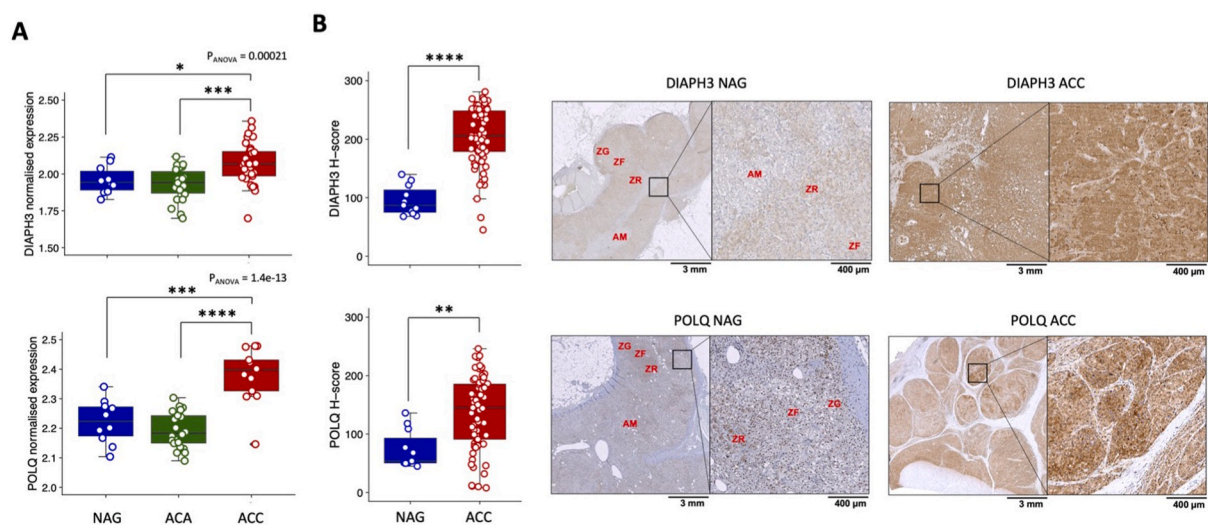 A
B
P_ANOVA = 0.00021
*
***
DIAPH3 normalised expression
2.50
2.25
2.00
1.75
1.50
****
DIAPH3 H-score
300
200
100
0
DIAPH3 NAG
ZG
ZF
ZR
AM
AM
ZR
ZF
3 mm
400 µm
DIAPH3 ACC
3 mm
400 µm
P_ANOVA = 1.4e-13
***
****
POLQ normalised expression
2.5
2.4
2.3
2.2
2.1
2.0
NAG
ACA
ACC
**
POLQ H-score
300
200
100
0
NAG
ACC
POLQ NAG
ZG
ZF
ZR
AM
ZG
ZF
ZR
3 mm
400 µm
POLQ ACC
3 mm
400 µm